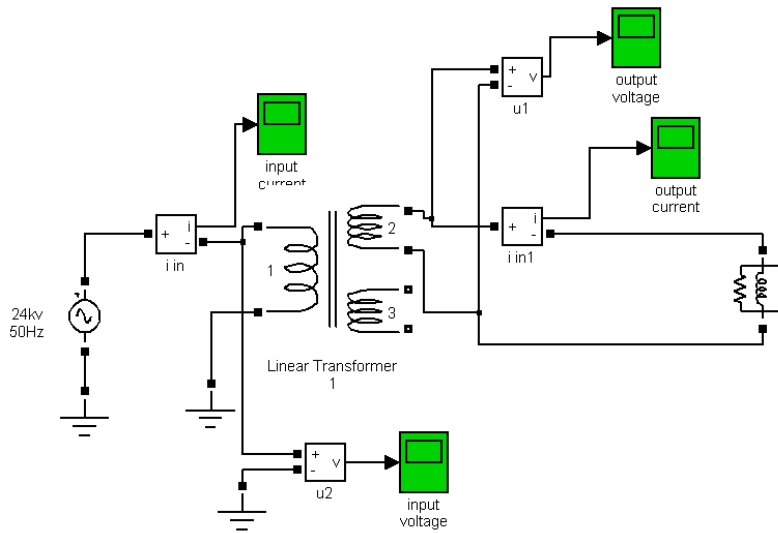 output
voltage
+
-
v
u1
input
current
output
current
+
i
-
i in
+
i
-
i in1
1
2
3
24kv
50Hz
Linear Transformer
1
+
-
v
u2
input
voltage